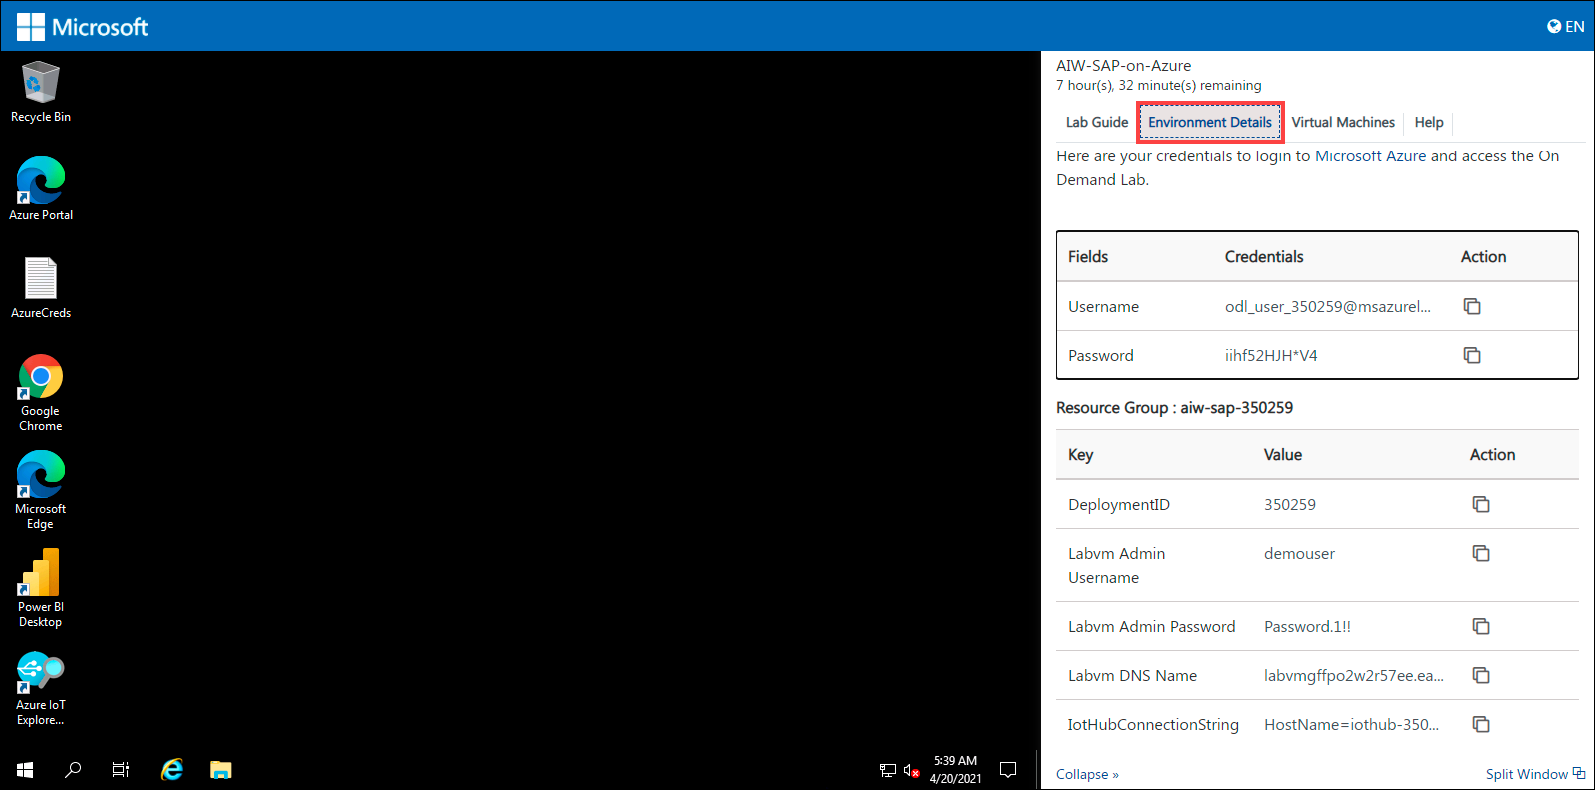 Microsoft
EN
Recycle Bin
Azure Portal
AzureCreds
Google
Chrome
Microsoft
Edge
Power BI
Desktop
Azure IoT
Explore...
AIW-SAP-on-Azure
7 hour(s), 32 minute(s) remaining
Lab Guide Environment Details Virtual Machines Help
Here are your credentials to login to Microsoft Azure and access the On
Demand Lab.
Fields Credentials Action
Username odl_user_350259@msazurel...
Password iihf52HJH*V4
Resource Group : aiw-sap-350259
Key Value Action
DeploymentID 350259
Labvm Admin demouser
Username
Labvm Admin Password Password.1!!
Labvm DNS Name labvmgffpo2w2r57ee.ea...
IotHubConnectionString HostName=iothub-350...
Collapse » Split Window
5:39 AM
4/20/2021